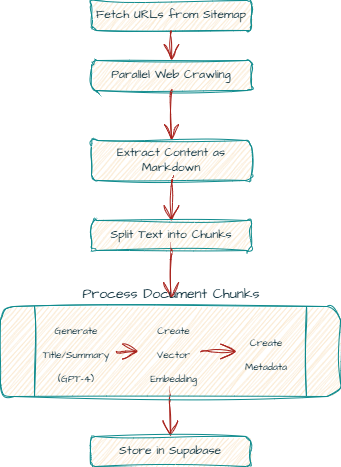 Fetch URLs from Sitemap
Parallel Web Crawling
Extract Content as
Markdown
Split Text into Chunks
Process Document Chunks
Generate
Title/Summary
(GPT-4)
Create
Vector
Embedding
Create
Metadata
Store in Supabase